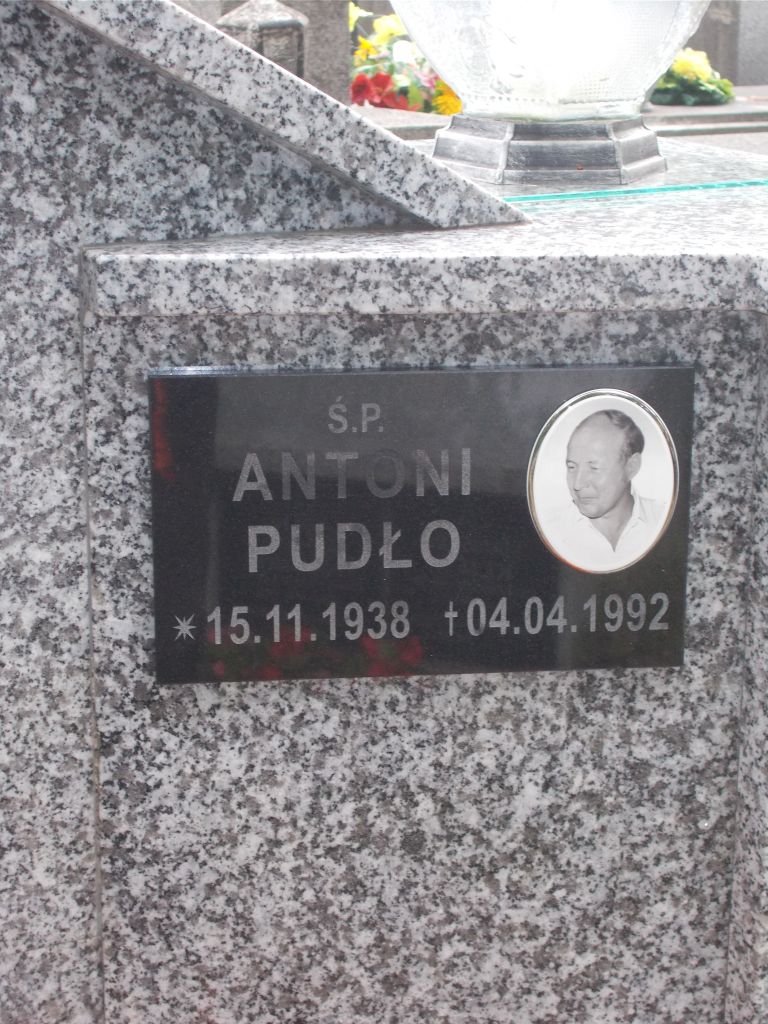 Ś.P.
ANTONI
PUDŁO
✴15.11.1938 †04.04.1992